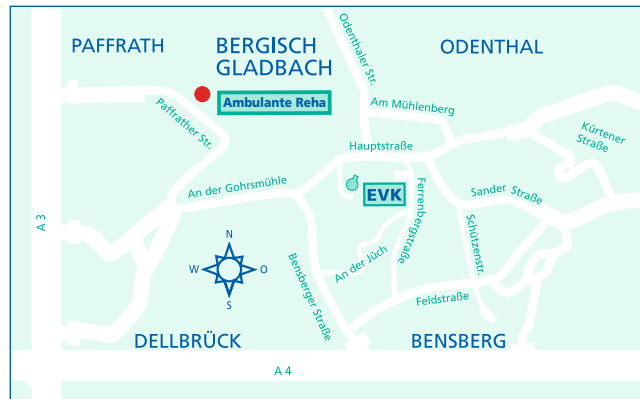 PAFFRATH
BERGISCH
GLADBACH
ODENTHAL
Odenthaler Str.
Ambulante Reha
Am Mühlenberg
Paffrather Str.
Kürtener
Straße
Hauptstraße
An der Gohrsmühle
EVK
Ferrenbergstraße
Sander Straße
A 3
Schützenstr.
N
W
O
S
Bensberger Straße
An der Jüch
Feldstraße
DELLBRÜCK
BENSBERG
A 4